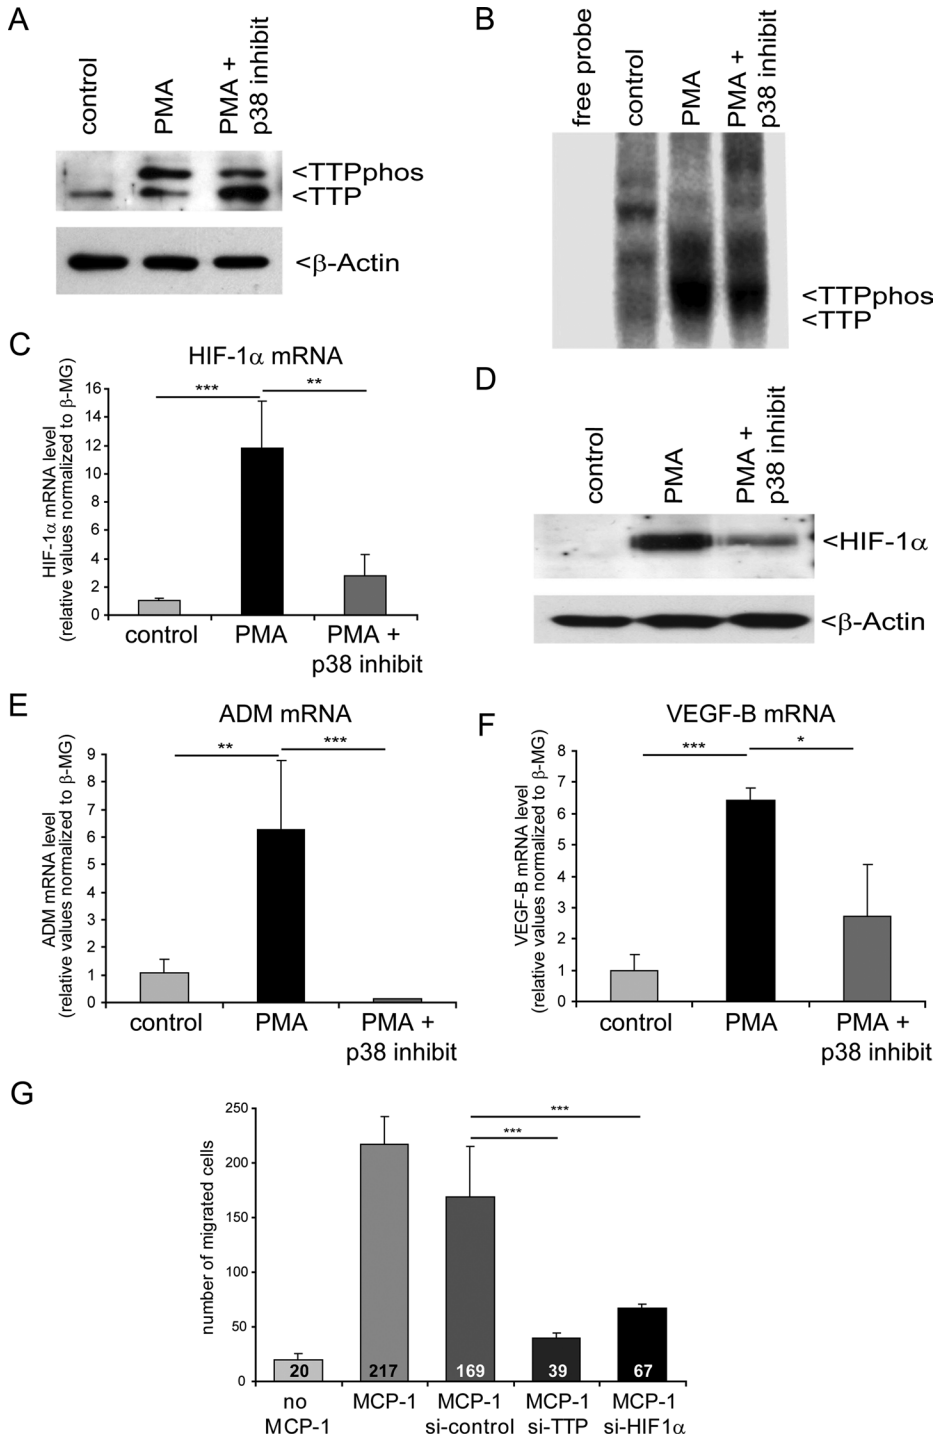 A
control
PMA
PMA +
p38 inhibit
<TTPphos
<TTP
<β-Actin
B
free probe
control
PMA
PMA +
p38 inhibit
<TTPphos
<TTP
C
HIF-1α mRNA
HIF-1α mRNA level
(relative values normalized to β-MG)
16
14
12
10
8
6
4
2
0
***
**
control
PMA
PMA +
p38 inhibit
D
control
PMA
PMA +
p38 inhibit
<HIF-1α
<β-Actin
E
ADM mRNA
ADM mRNA level
(relative values normalized to β-MG)
9
8
7
6
5
4
3
2
1
0
**
***
control
PMA
PMA +
p38 inhibit
F
VEGF-B mRNA
VEGF-B mRNA level
(relative values normalized to β-MG)
8
7
6
5
4
3
2
1
0
***
*
control
PMA
PMA +
p38 inhibit
G
number of migrated cells
250
200
150
100
50
0
***
***
20
217
169
39
67
no
MCP-1
MCP-1
MCP-1
si-control
MCP-1
si-TTP
MCP-1
si-HIF1α